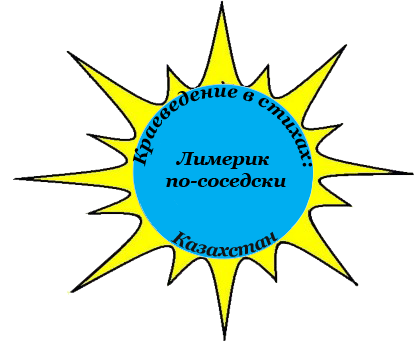 Краеведение в стихах:
Лимерик
по-соседски
Казахстан